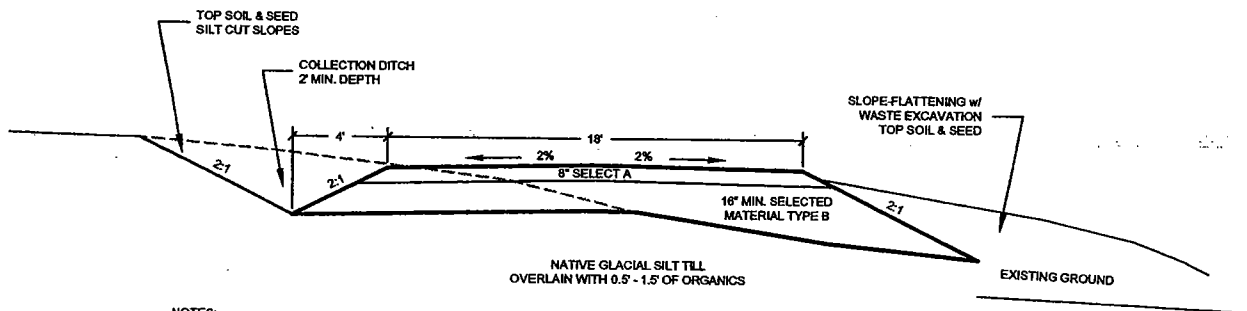 TOP SOIL & SEED
SILT CUT SLOPES
COLLECTION DITCH
2' MIN. DEPTH
SLOPE-FLATTENING w/
WASTE EXCAVATION
TOP SOIL & SEED
4'
18'
2% 2%
8" SELECT A
2:1
2:1
16" MIN. SELECTED
MATERIAL TYPE B
2:1
NATIVE GLACIAL SILT TILL
OVERLAIN WITH 0.5' - 1.5' OF ORGANICS
EXISTING GROUND
NOTES: